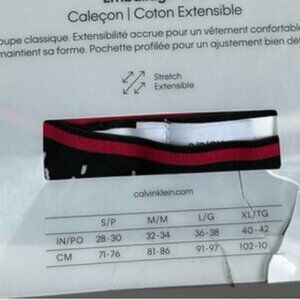 Caleçon | Coton Extensible
oupe classique. Extensibilité accrue pour un vêtement confortable
maintient sa forme. Pochette profilée pour un ajustement bien dé
Stretch
Extensible
calvinklein.com
S/P M/M L/G XL/TG
IN/PO 28-30 32-34 36-38 40-42
CM 71-76 81-86 91-97 102-10